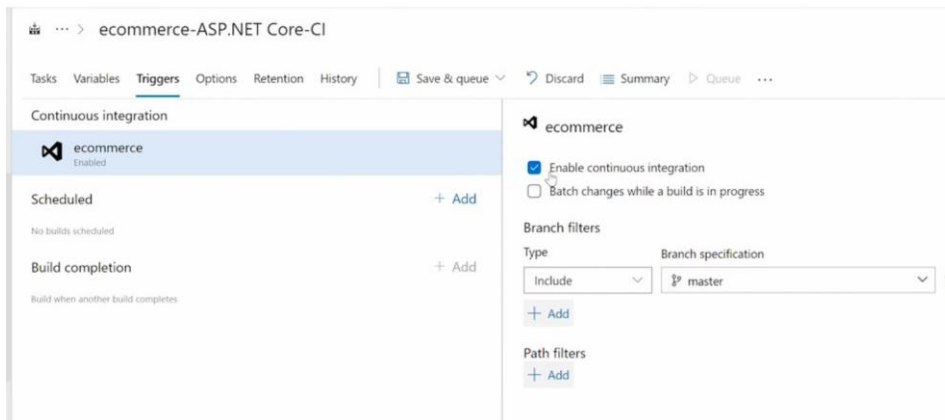 ... > ecommerce-ASP.NET Core-CI
Tasks Variables Triggers Options Retention History Save & queue Discard Summary Queue ...
Continuous integration
ecommerce
Enabled
Scheduled + Add
No builds scheduled
Build completion + Add
Build when another build completes
ecommerce
Enable continuous integration
Batch changes while a build is in progress
Branch filters
Type Branch specification
Include master
+ Add
Path filters
+ Add